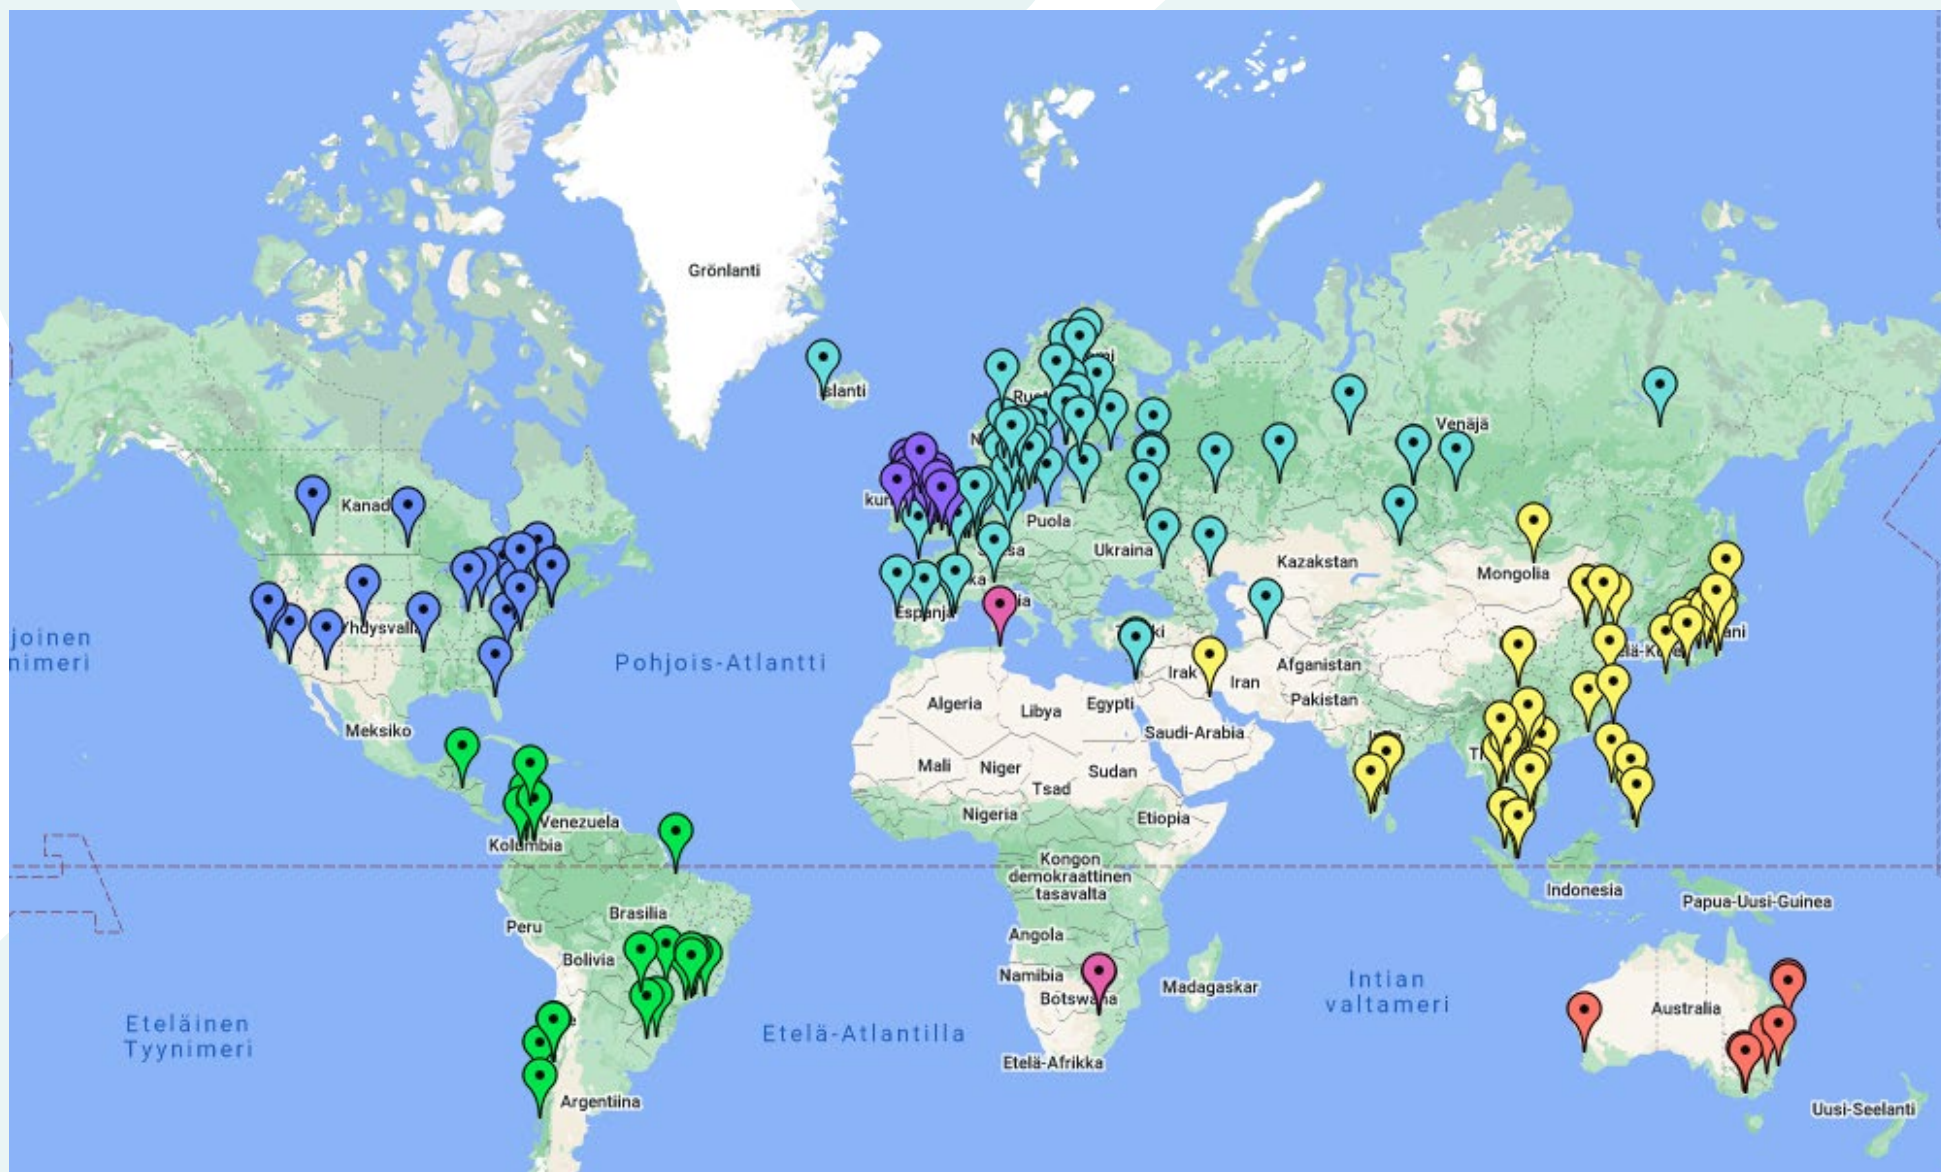 Grönlanti
Islanti
Venäjä
Kanad
kun
Puola
Ukraina
Kazakstan
Mongolia
Espanja
joinen
nimeri
Yhdysvalla
Pohjois-Atlantti
Irak
Iran
Afganistan
Pakistan
Algeria
Libya
Egypti
Saudi-Arabia
Meksiko
Mali
Niger
Tsad
Sudan
Nigeria
Etiopia
Venezuela
Kolumbia
Kongon
demokraattinen
tasavalta
Indonesia
Papua-Uusi-Guinea
Brasilia
Peru
Bolivia
Angola
Namibia
Botswana
Madagaskar
Intian
valtameri
Australia
Eteläinen
Tyynimeri
Etelä-Atlantilla
Etelä-Afrikka
Argentiina
Uusi-Seelanti